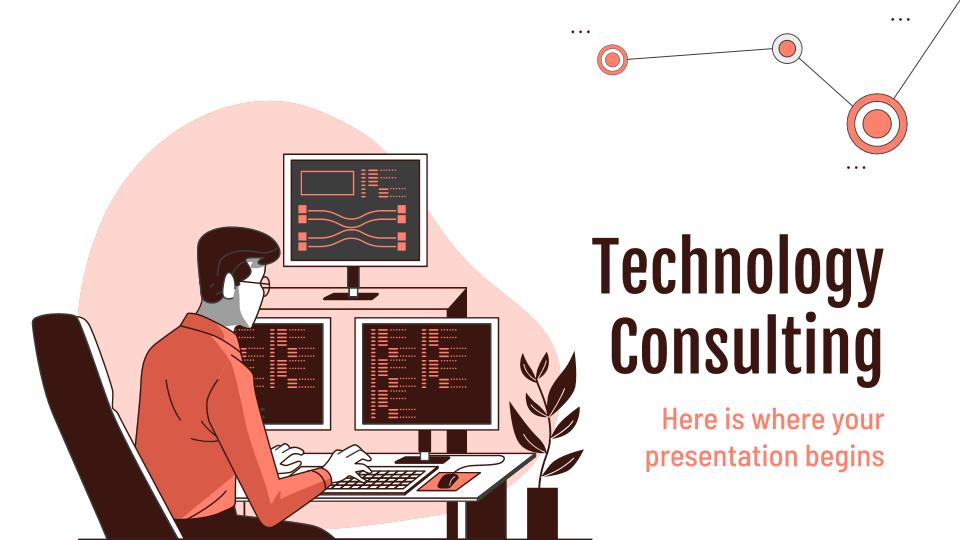 Technology
Consulting
Here is where your
presentation begins